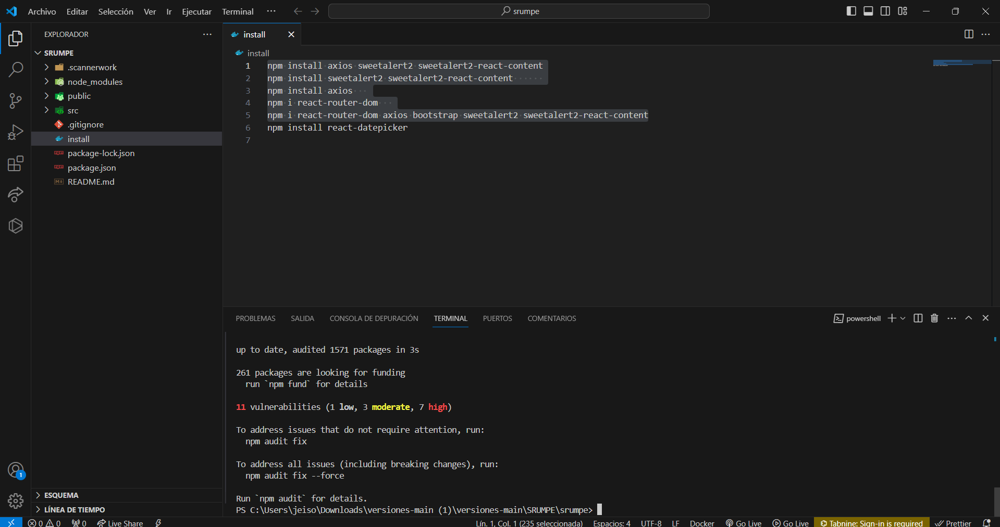 Archivo Editar Selección Ver Ir Ejecutar Terminal ··· srumpe
EXPLORADOR
SRUMPE
.scannerwork
node_modules
public
src
.gitignore
install
package-lock.json
package.json
README.md
ESQUEMA
LÍNEA DE TIEMPO
install
install
1 npm install axios sweetalert2 sweetalert2-react-content
2 npm install sweetalert2 sweetalert2-react-content
3 npm install axios
4 npm i react-router-dom
5 npm i react-router-dom axios bootstrap sweetalert2 sweetalert2-react-content
6 npm install react-datepicker
7
PROBLEMAS SALIDA CONSOLA DE DEPURACIÓN TERMINAL PUERTOS COMENTARIOS powershell
up to date, audited 1571 packages in 3s
261 packages are looking for funding
run `npm fund` for details
11 vulnerabilities (1 low, 3 moderate, 7 high)
To address issues that do not require attention, run:
npm audit fix
To address all issues (including breaking changes), run:
npm audit fix --force
Run `npm audit` for details.
PS C:\Users\jeiso\Downloads\versiones-main (1)\versiones-main\SRUMPE\srumpe>
1
0 0 0 Live Share Lín. 1, Col. 1 (235 seleccionada) Espacios: 4 UTF-8 LF Docker Go Live Go Live Tabnine: Sign-in is required Prettier